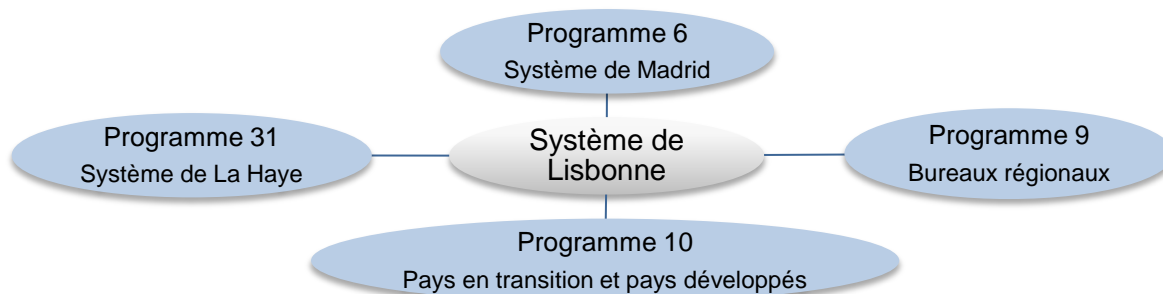 Programme 6
Système de Madrid
Programme 31
Système de La Haye
Système de
Lisbonne
Programme 9
Bureaux régionaux
Programme 10
Pays en transition et pays développés